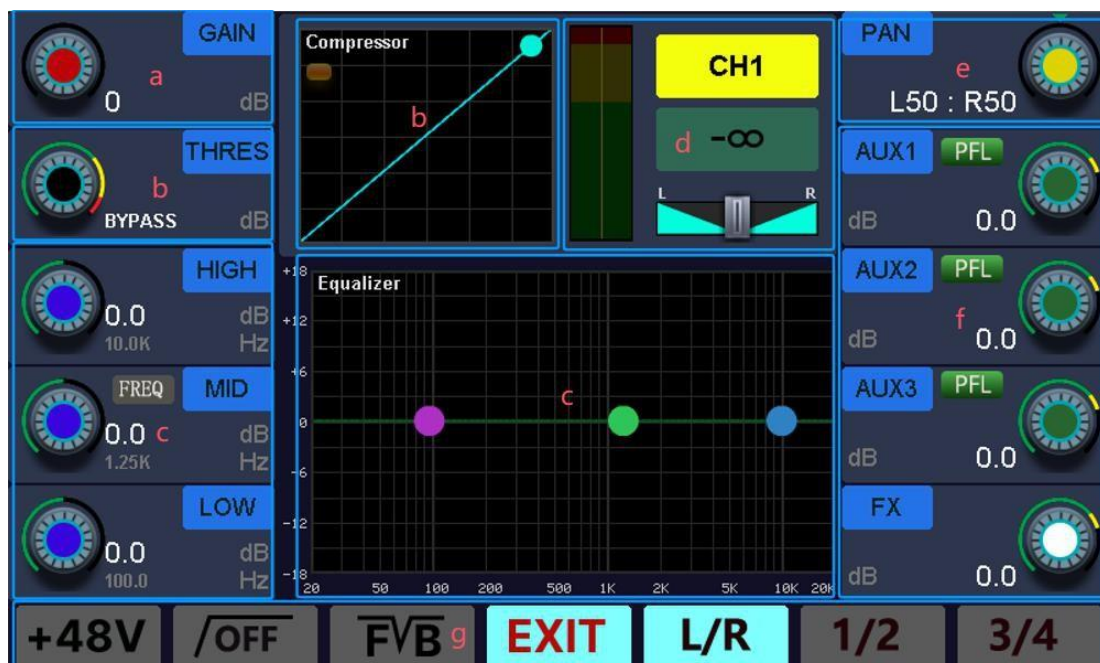 GAIN
a
0
dB
THRES
b
BYPASS
dB
HIGH
0.0
dB
10.0K
Hz
FREQ
MID
0.0
c
dB
1.25K
Hz
LOW
0.0
dB
100.0
Hz
Compressor
b
CH1
d
-∞
L
R
Equalizer
+18
+12
+6
0
-6
-12
-18
c
20 50 100 200 500 1K 2K 5K 10K 20K
PAN
e
L50 : R50
AUX1
PFL
dB
0.0
AUX2
PFL
f
dB
0.0
AUX3
PFL
dB
0.0
FX
dB
0.0
+48V
/OFF
FVB
g
EXIT
L/R
1/2
3/4